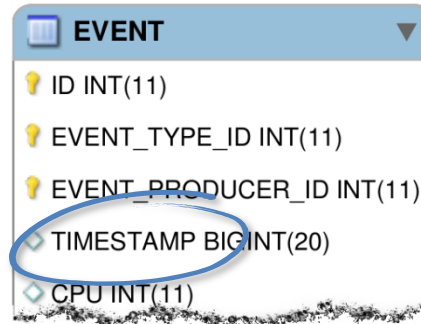 EVENT
ID INT(11)
EVENT_TYPE_ID INT(11)
EVENT_PRODUCER_ID INT(11)
TIMESTAMP BIGINT(20)
CPU INT(11)